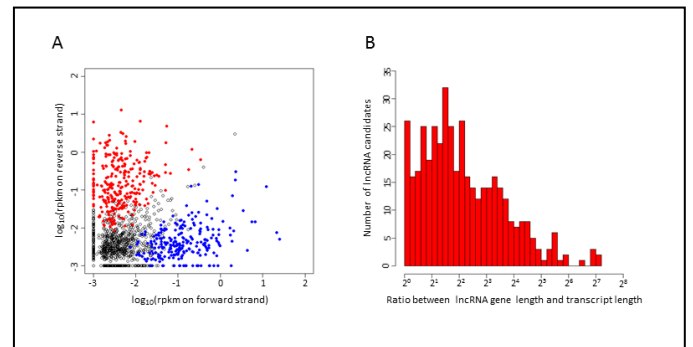 A
B
log10(rpkm on reverse strand)
2
1
0
-1
-2
-3
-3 -2 -1 0 1 2
log10(rpkm on forward strand)
Number of lncRNA candidates
35
30
25
20
15
10
5
0
2^0 2^1 2^2 2^3 2^4 2^5 2^6 2^7 2^8
Ratio between lncRNA gene length and transcript length